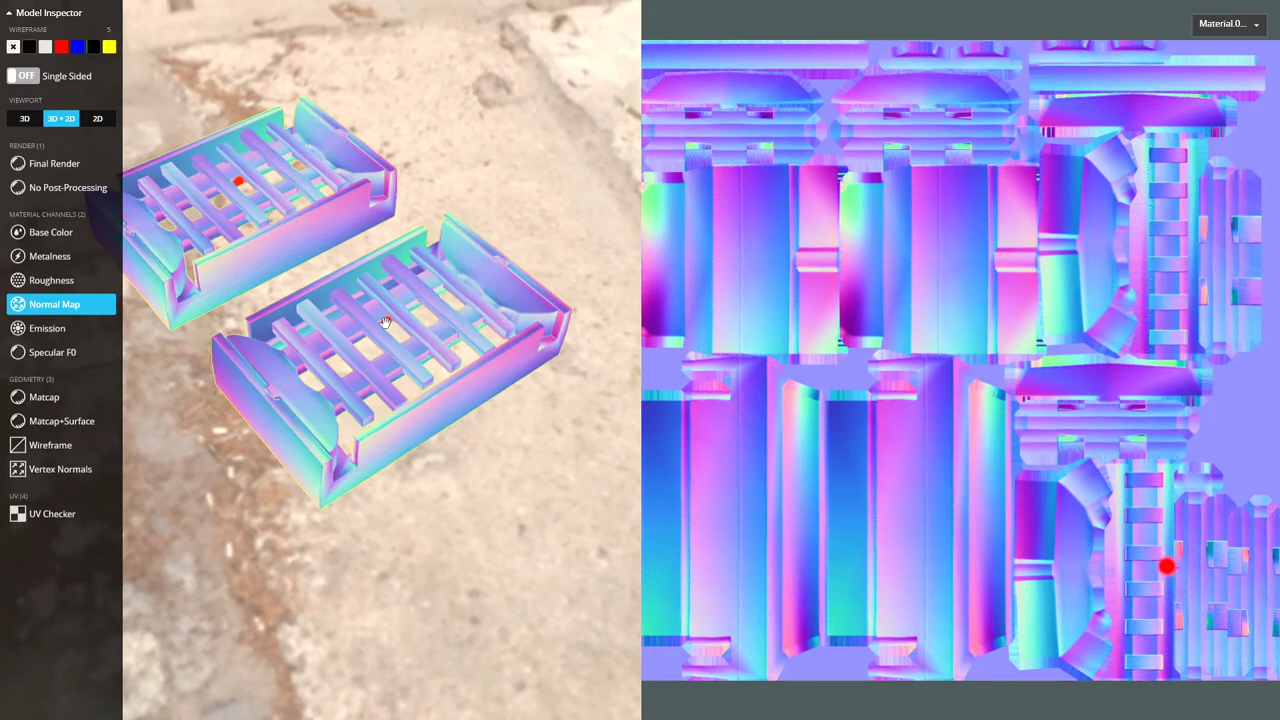 Model Inspector
WIREFRAME 5
OFF Single Sided
VIEWPORT
3D 3D + 2D 2D
RENDER (1)
Final Render
No Post-Processing
MATERIAL CHANNELS (2)
Base Color
Metalness
Roughness
Normal Map
Emission
Specular F0
GEOMETRY (3)
Matcap
Matcap+Surface
Wireframe
Vertex Normals
UV (4)
UV Checker
Material.0...